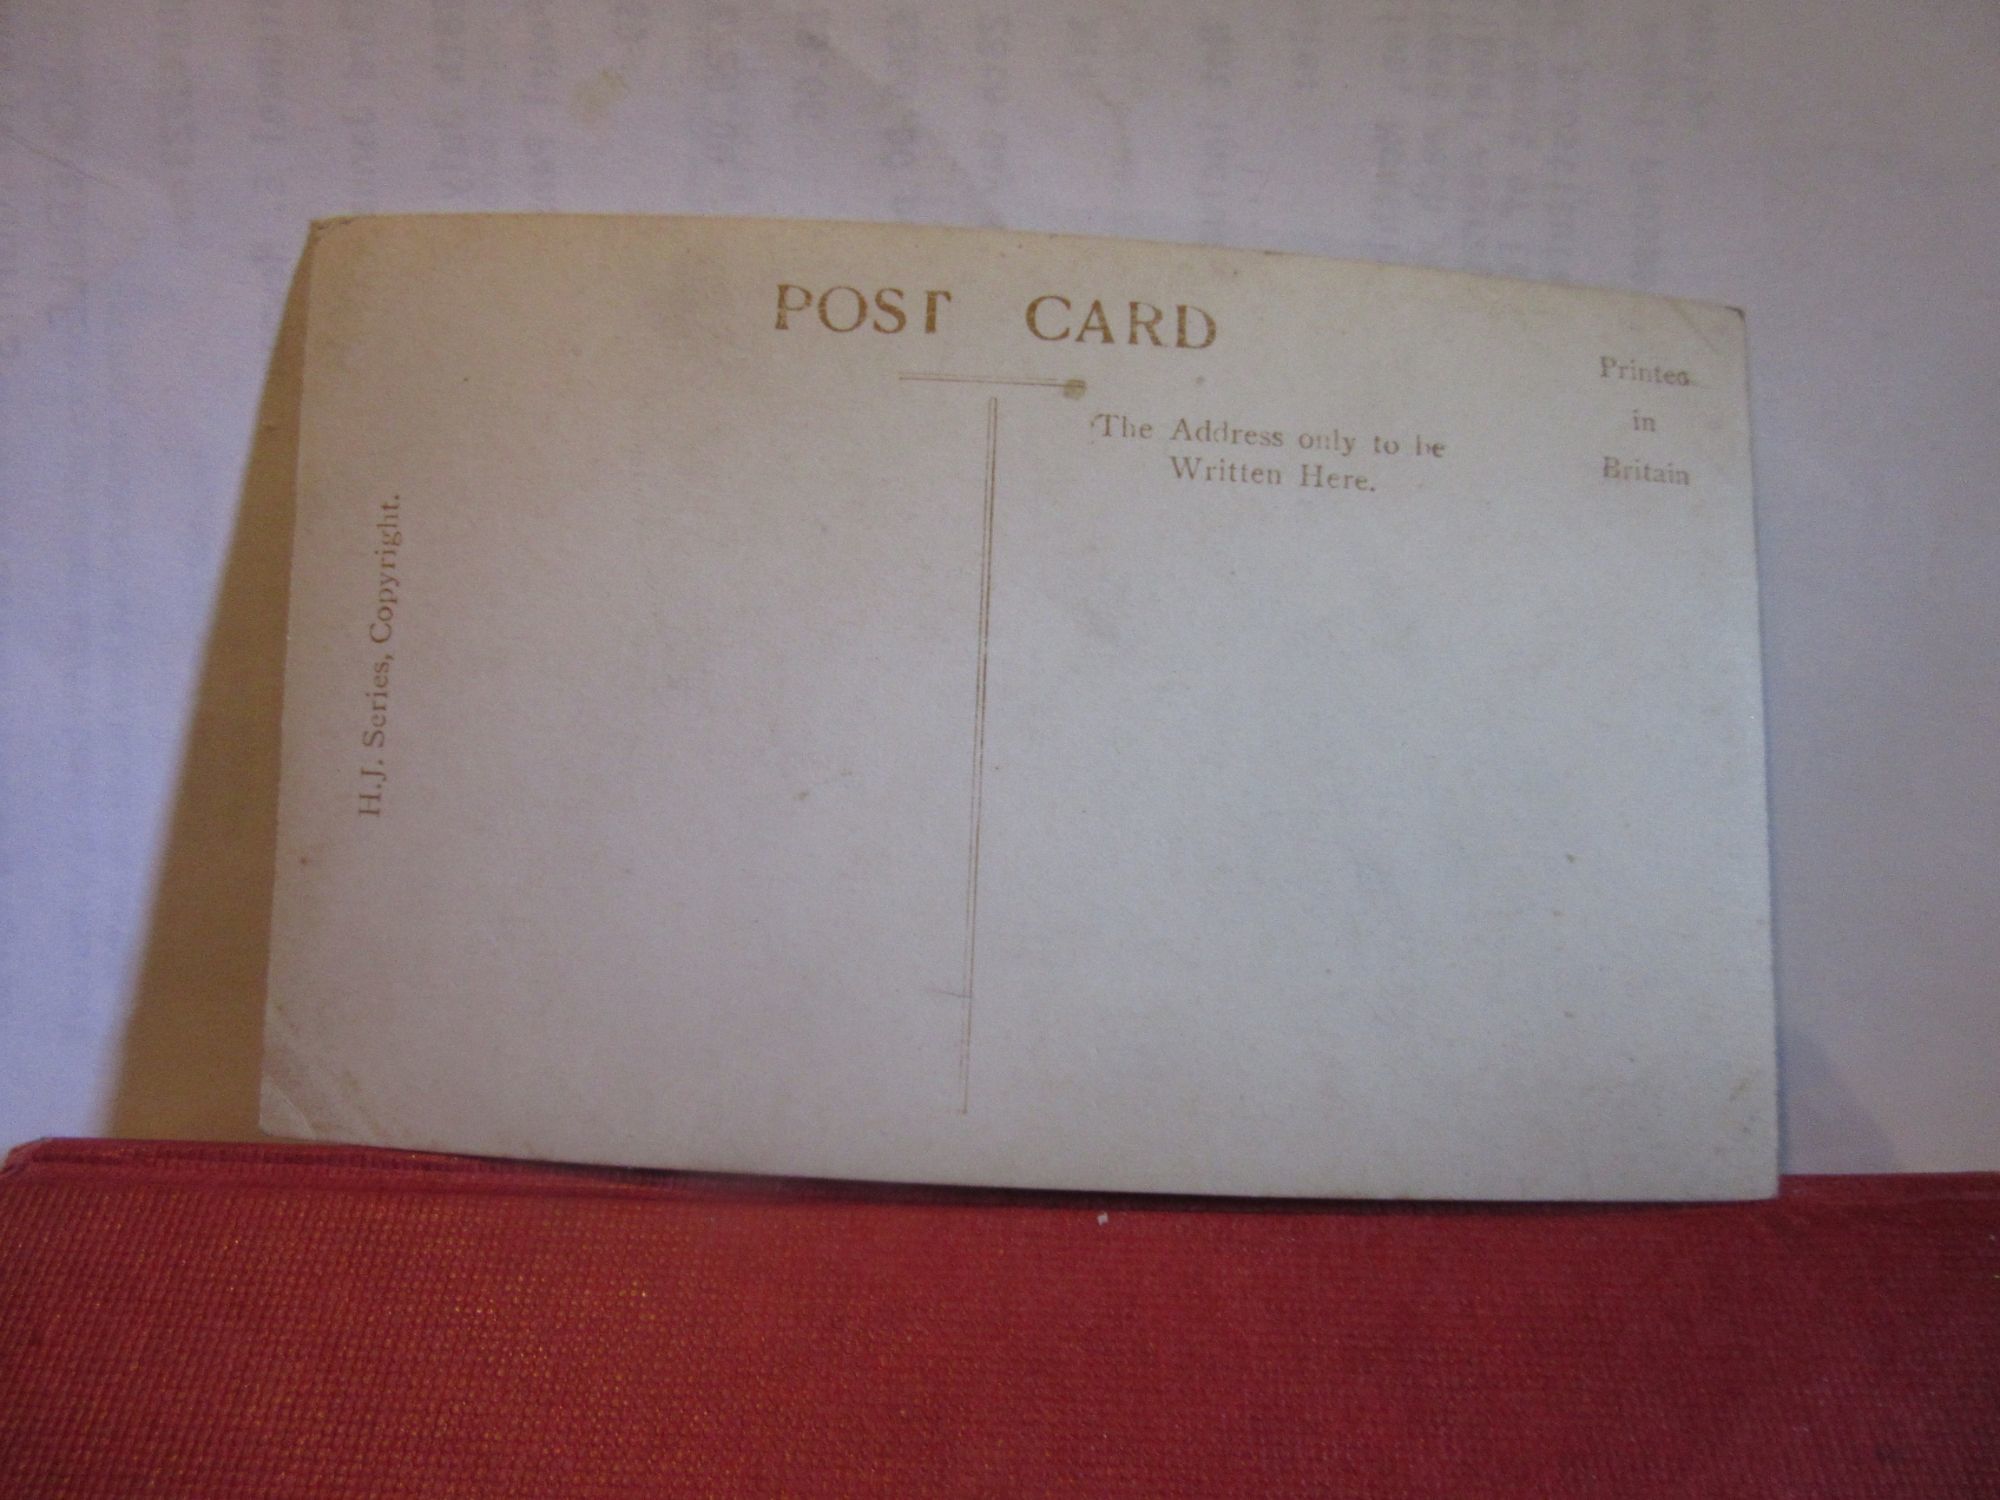 POST CARD
Printed
in
Britain
The Address only to be
Written Here.
H.J. Series, Copyright.